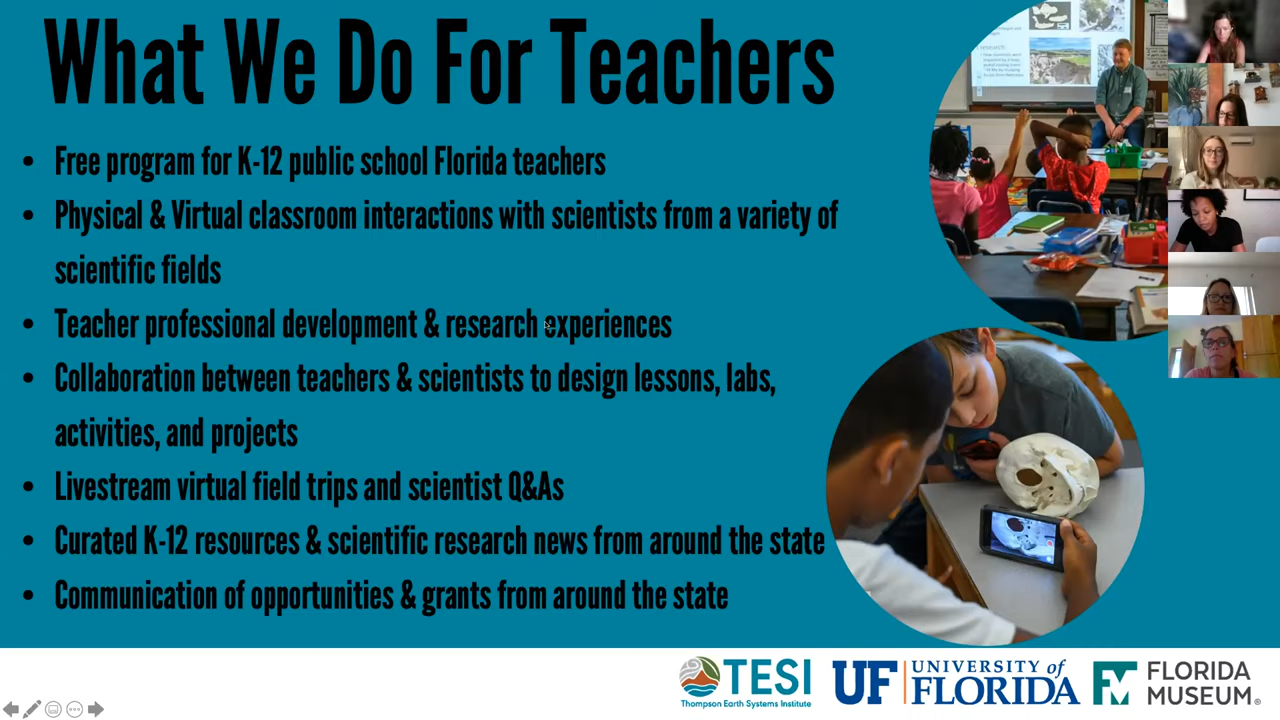 What We Do For Teachers
• Free program for K-12 public school Florida teachers
• Physical & Virtual classroom interactions with scientists from a variety of
scientific fields
• Teacher professional development & research experiences
• Collaboration between teachers & scientists to design lessons, labs,
activities, and projects
• Livestream virtual field trips and scientist Q&As
• Curated K-12 resources & scientific research news from around the state
• Communication of opportunities & grants from around the state
TESI
Thompson Earth Systems Institute
UF UNIVERSITY of
FLORIDA
FLORIDA
MUSEUM®